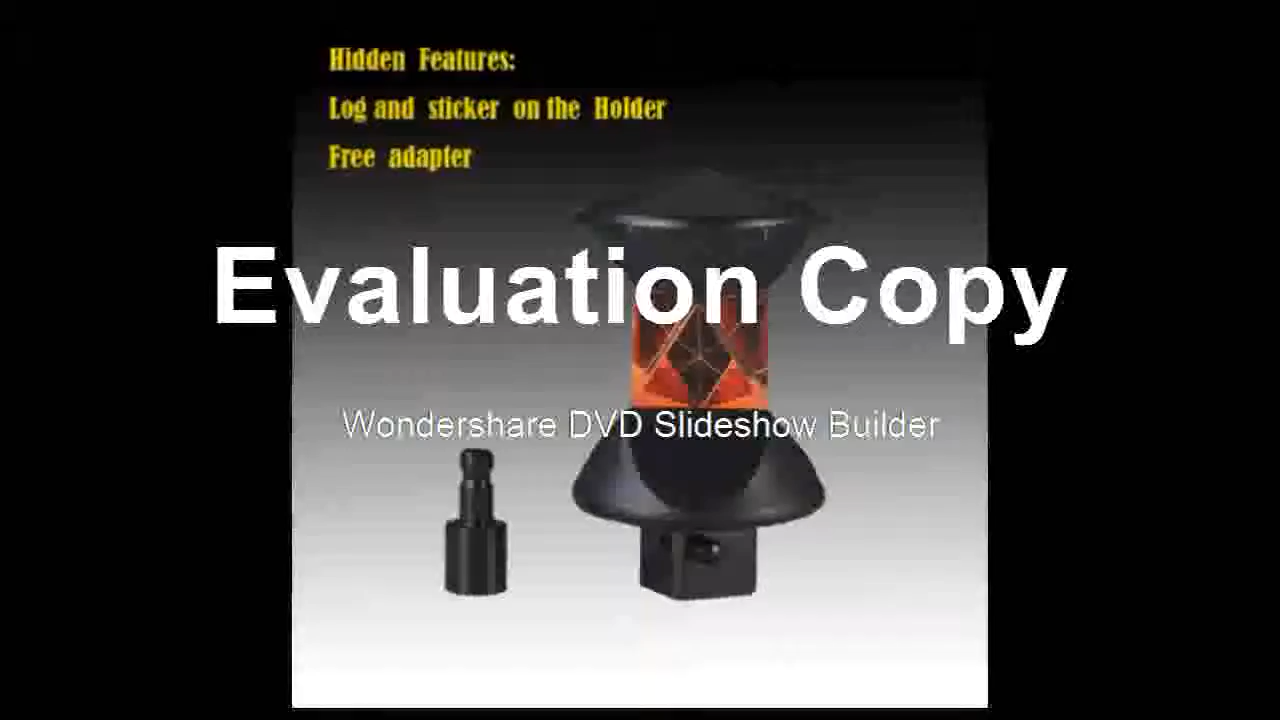 Hidden Features:
Log and sticker on the Holder
Free adapter
Evaluation Copy
Wondershare DVD Slideshow Builder